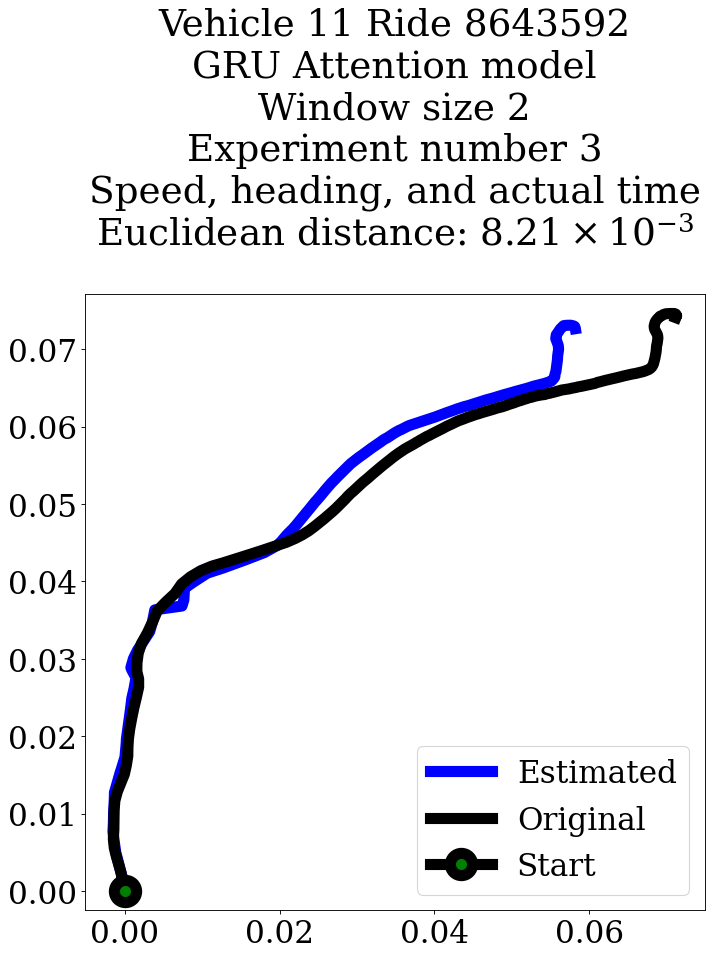 Vehicle 11 Ride 8643592
GRU Attention model
Window size 2
Experiment number 3
Speed, heading, and actual time
Euclidean distance: 8.21 × 10⁻³
0.07
0.06
0.05
0.04
0.03
0.02
0.01
0.00
Estimated
Original
Start
0.00 0.02 0.04 0.06